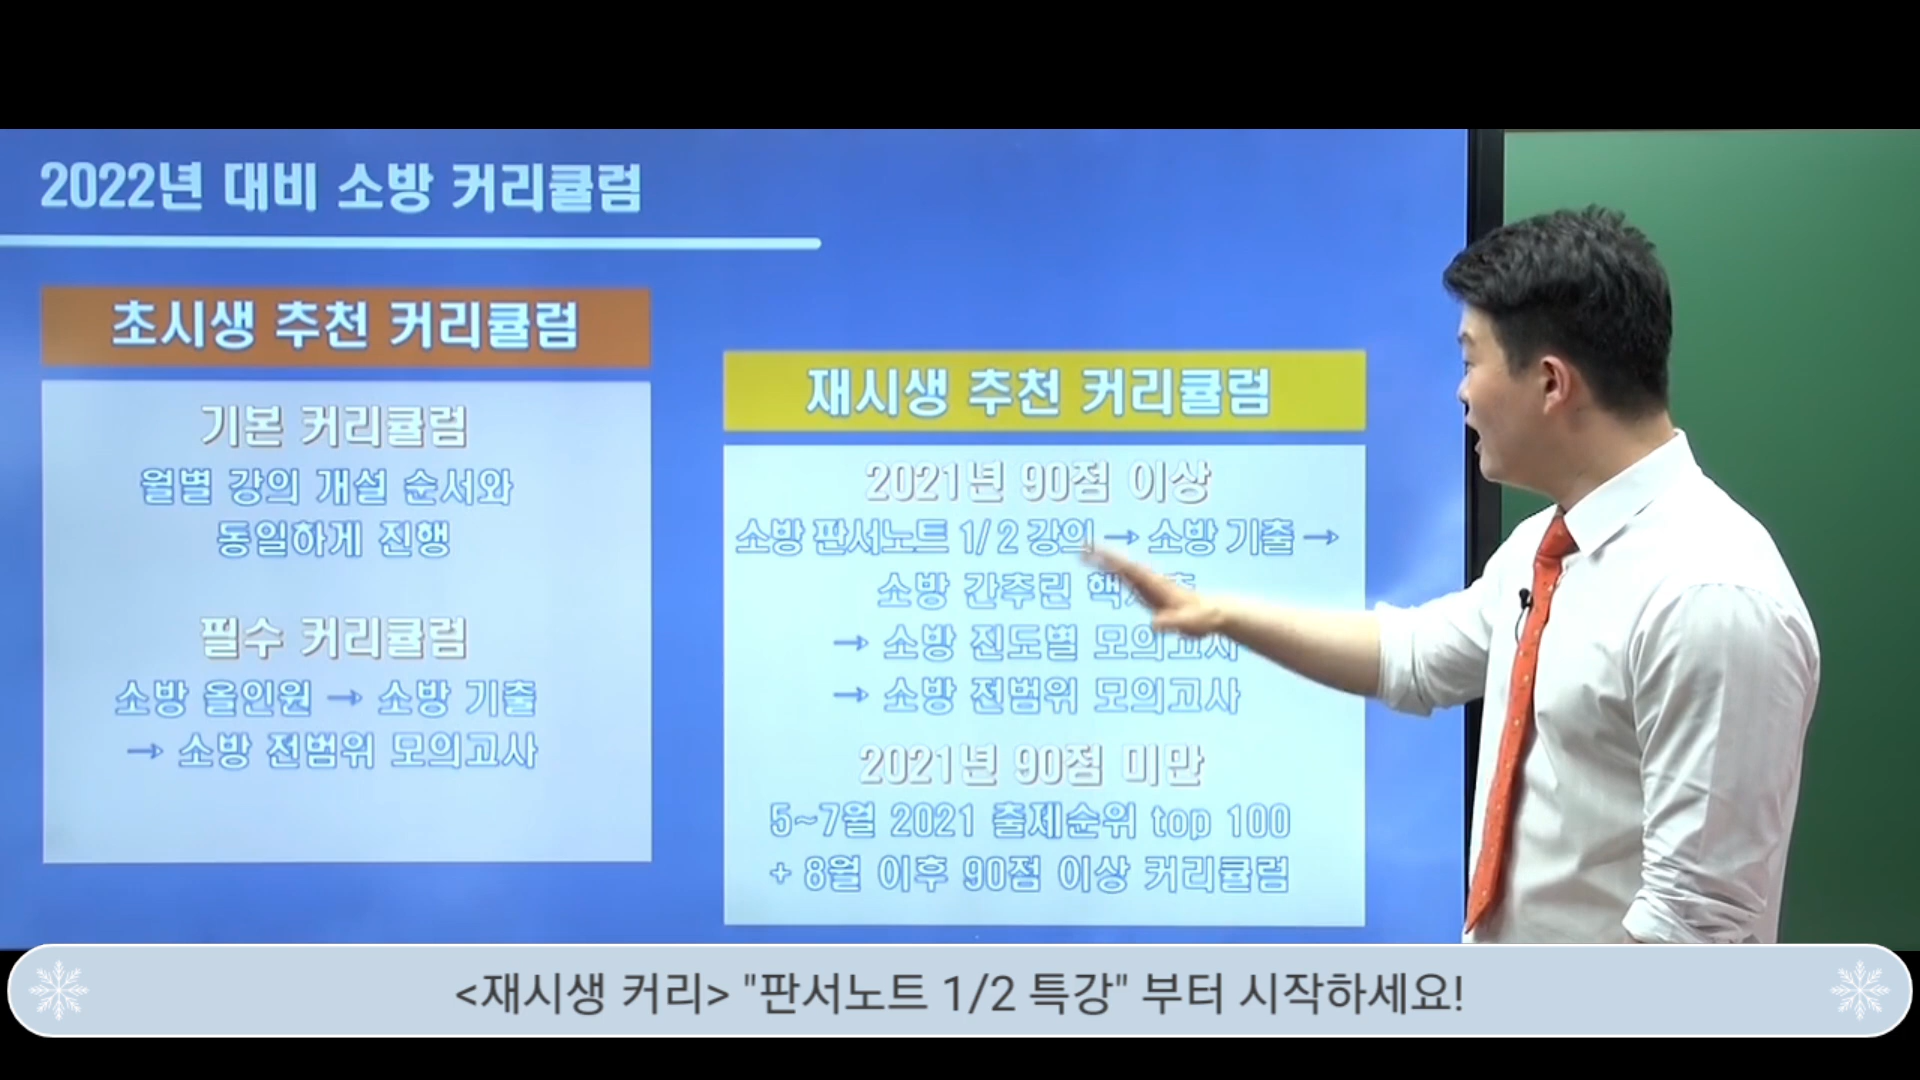 2022년 대비 소방 커리큘럼
초시생 추천 커리큘럼
기본 커리큘럼
월별 강의 개설 순서와
동일하게 진행
필수 커리큘럼
소방 올인원 → 소방 기출
→ 소방 전범위 모의고사
재시생 추천 커리큘럼
2021년 90점 이상
소방 판서노트 1/2 강의 → 소방 기출 →
소방 간추린
→ 소방 진도별 모의고사
→ 소방 전범위 모의고사
2021년 90점 미만
5~7월 2021 출제순위 top 100
+ 8월 이후 90점 이상 커리큘럼
<재시생 커리> "판서노트 1/2 특강" 부터 시작하세요!